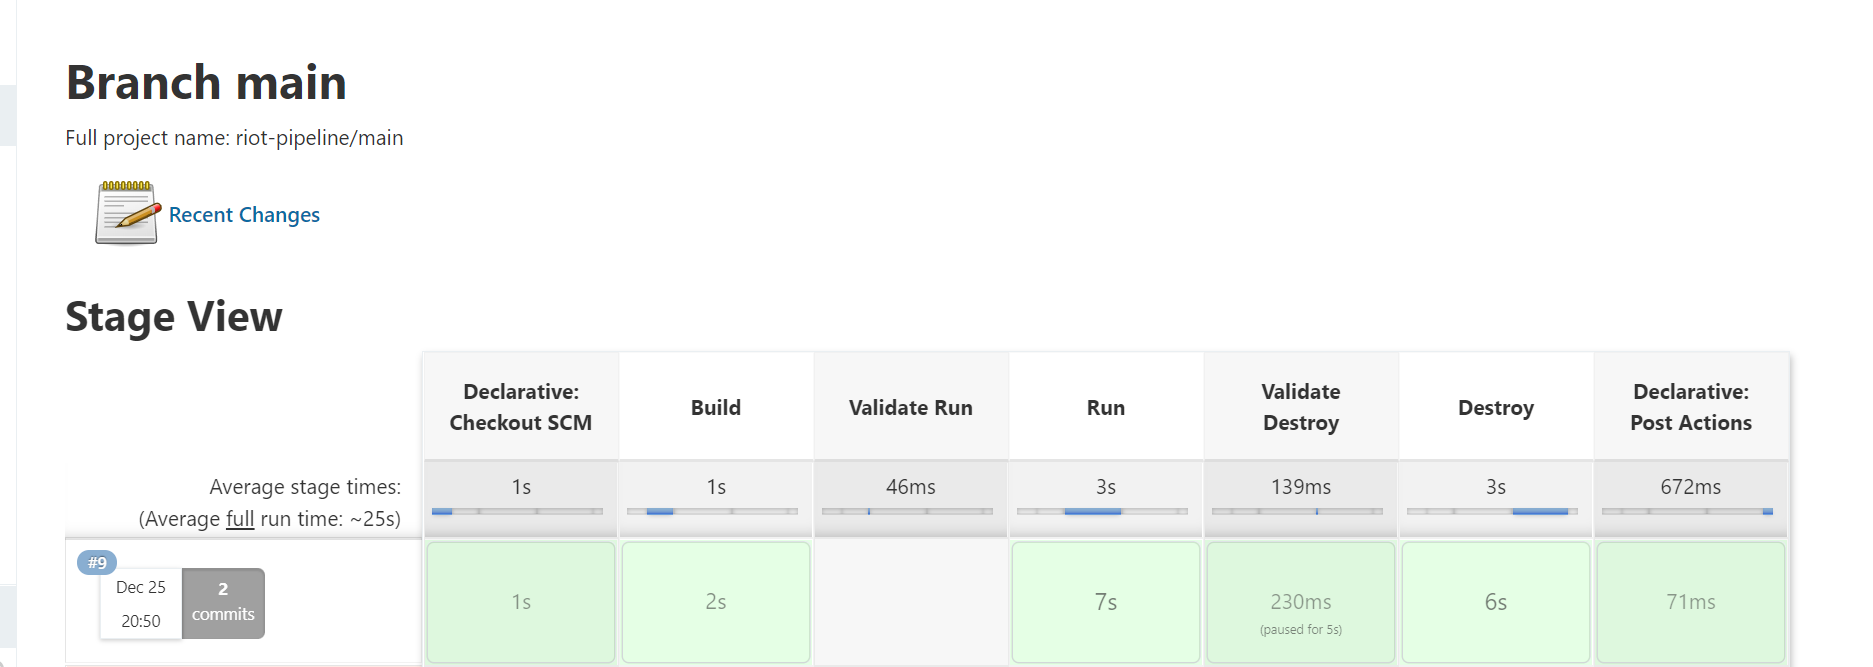 Branch main
Full project name: riot-pipeline/main
Recent Changes
Stage View
Declarative: Checkout SCM
Build
Validate Run
Run
Validate Destroy
Destroy
Declarative: Post Actions
Average stage times:
(Average full run time: ~25s)
1s
1s
46ms
3s
139ms
3s
672ms
#9
Dec 25
20:50
2
commits
1s
2s
7s
230ms
(paused for 5s)
6s
71ms